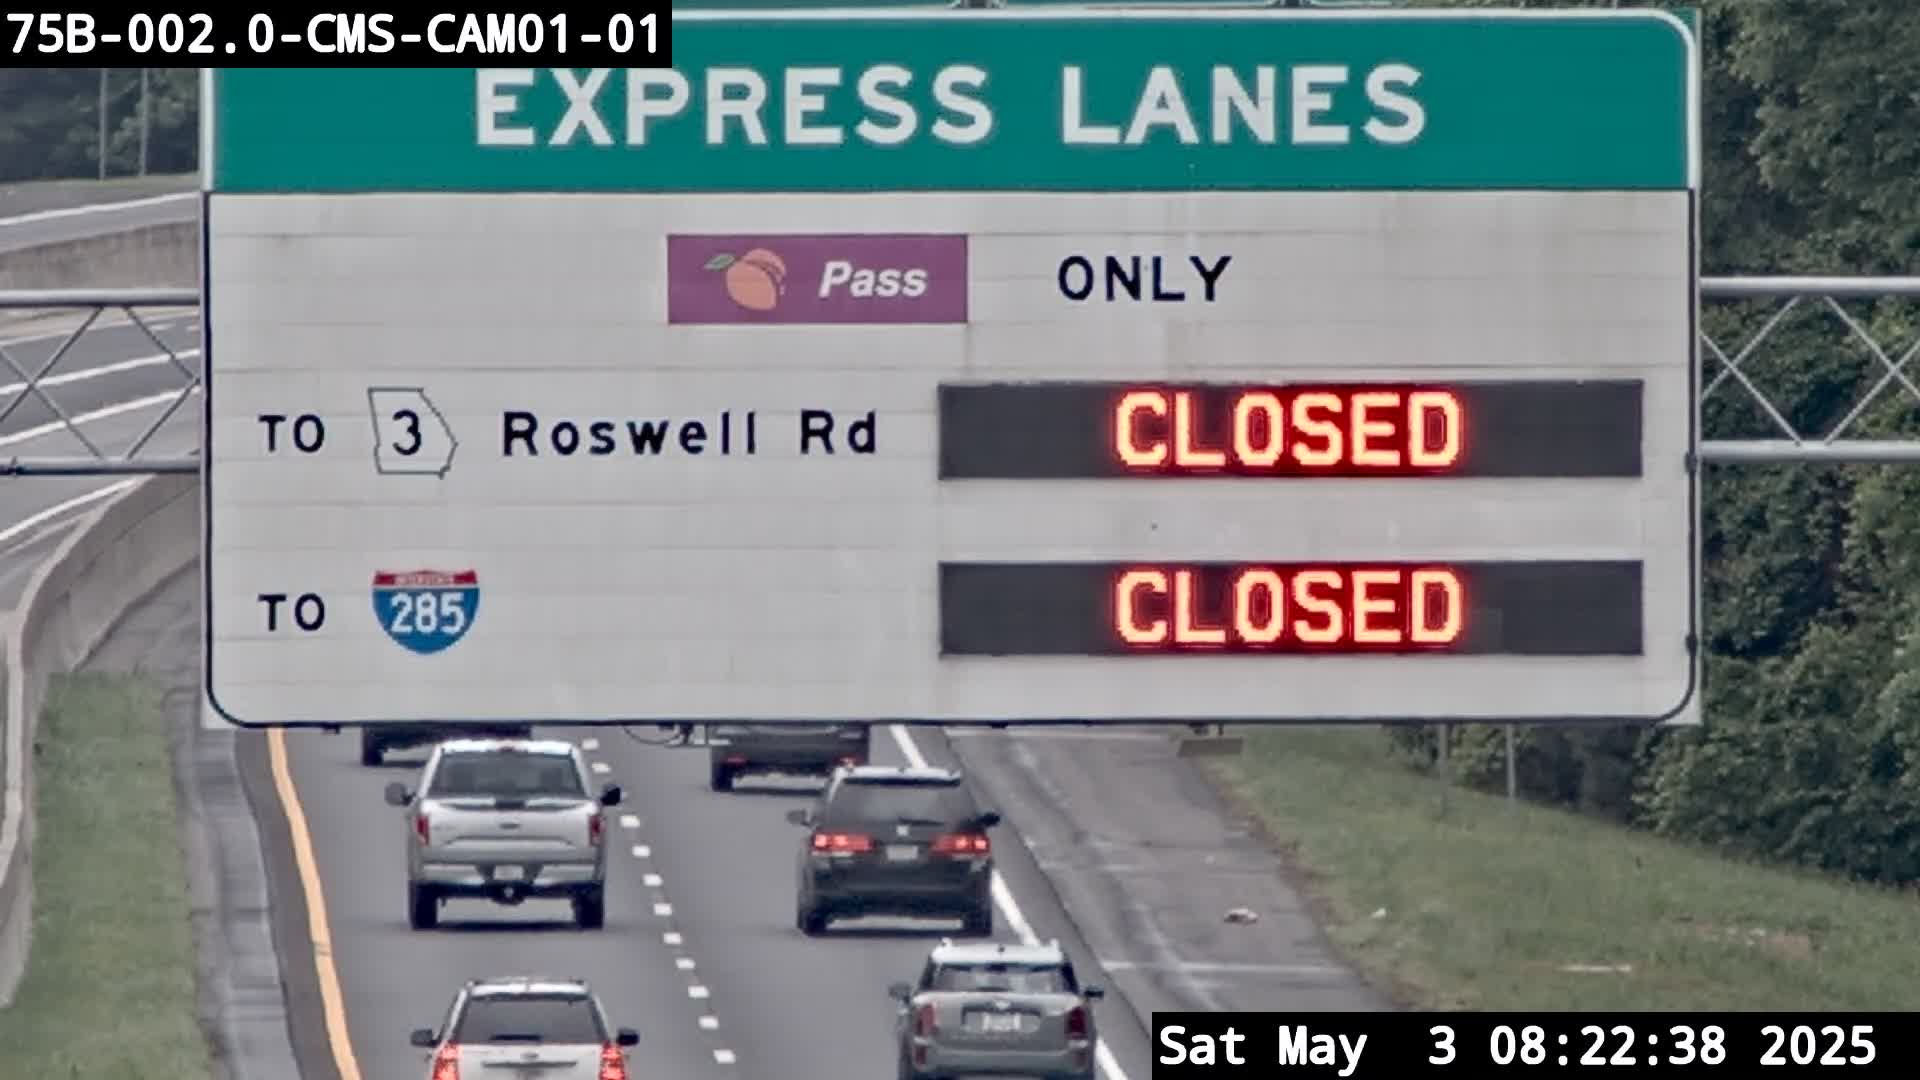 75B-002.0-CMS-CAM01-01
EXPRESS LANES
Pass ONLY
TO 3 Roswell Rd CLOSED
INTERSTATE
TO 285 CLOSED
Sat May 3 08:22:38 2025